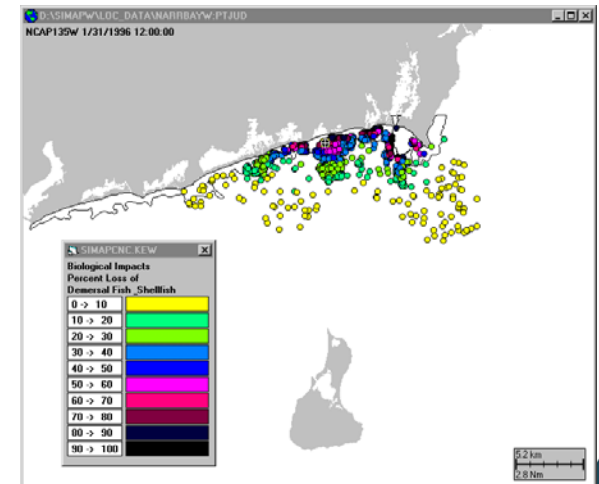 D:\SIMAPW\LOC_DATA\NARRBAYW:PTJUD
NCAP135W 1/31/1996 12:00:00
SIMAPCNC.KEW
Biological Impacts
Percent Loss of
Demersal Fish _Shellfish
0 -> 10
10 -> 20
20 -> 30
30 -> 40
40 -> 50
50 -> 60
60 -> 70
70 -> 80
80 -> 90
90 -> 100
5.2 km
2.8 Nm